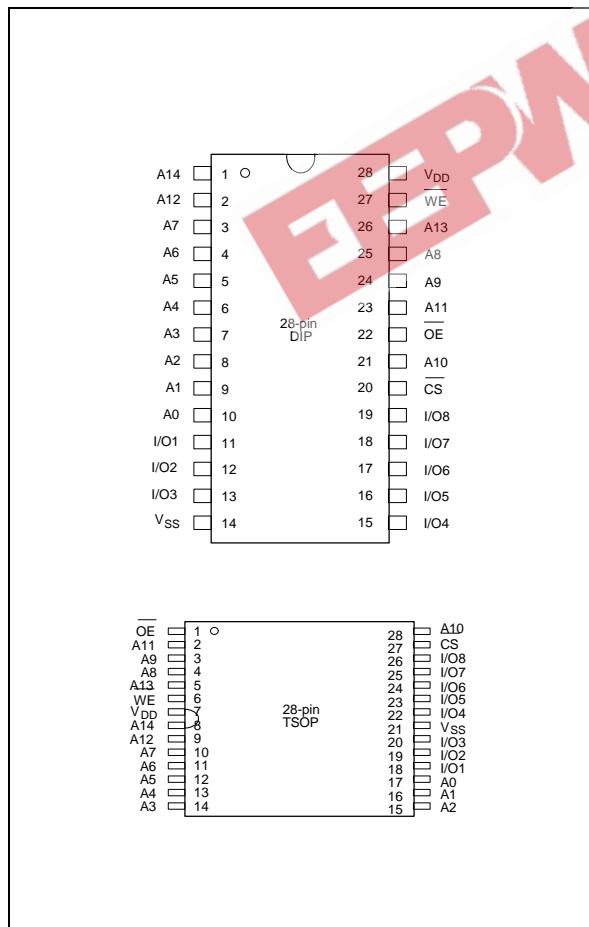 A14 1 28 VDD
A12 2 27 WE
A7 3 26 A13
A6 4 25 A8
A5 5 24 A9
A4 6 23 A11
A3 7 22 OE
28-pin
DIP
A2 8 21 A10
A1 9 20 CS
A0 10 19 I/O8
I/O1 11 18 I/O7
I/O2 12 17 I/O6
I/O3 13 16 I/O5
VSS 14 15 I/O4
OE 1 28 A10
A11 2 27 CS
A9 3 26 I/O8
A8 4 25 I/O7
A13 5 24 I/O6
WE 6 23 I/O5
VDD 7 22 I/O4
28-pin
TSOP
A14 8 21 VSS
A12 9 20 I/O3
A7 10 19 I/O2
A6 11 18 I/O1
A5 12 17 A0
A4 13 16 A1
A3 14 15 A2
EEPW